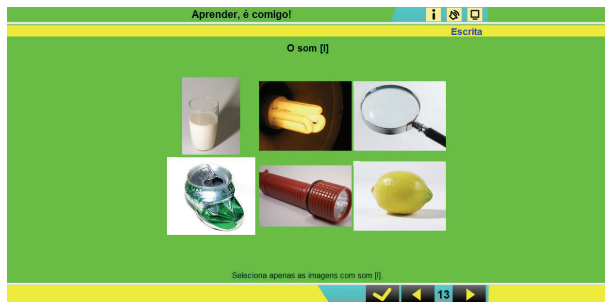 Aprender, é comigo!
Escrita
O som [l]
Seleciona apenas as imagens com som [l].
13